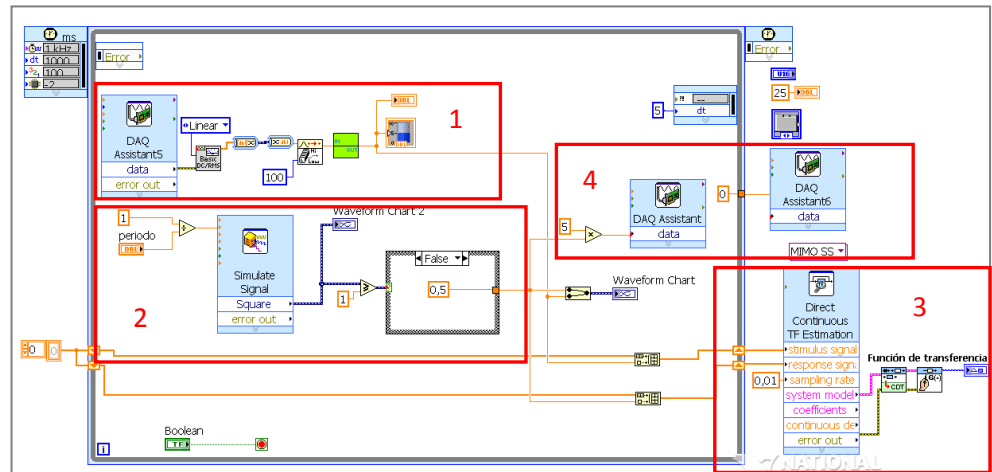 ms
1 kHz
dt 1000
100
-2
Error
Error
U16
25 DBL
5
dt
DAQ
Assistant5
data
error out
Linear
Basic
DC/RMS
100
IN
OUT
DBL
DBL
1
4
5
DAQ Assistant
data
0
DAQ
Assistant6
data
MIMO SS
1
periodo
DBL
Simulate
Signal
Square
error out
Waveform Chart 2
1
False
0,5
Waveform Chart
2
3
Direct
Continuous
TF Estimation
stimulus signal
response sign
sampling rate
system model
coefficients
continuous de
error out
0,01
Función de transferencia
CDT
0 0
Boolean
TF
i
NATIONAL